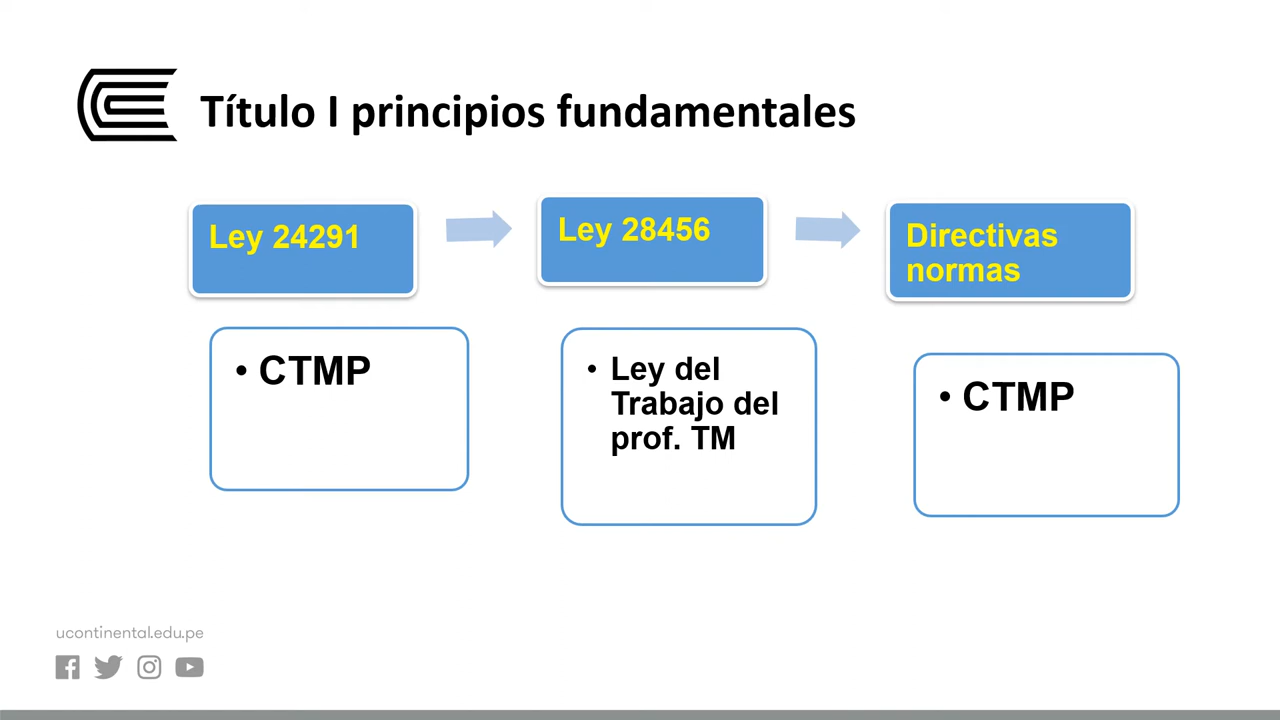 Título I principios fundamentales
Ley 24291
Ley 28456
Directivas
normas
• CTMP
• Ley del
Trabajo del
prof. TM
• CTMP
ucontinental.edu.pe